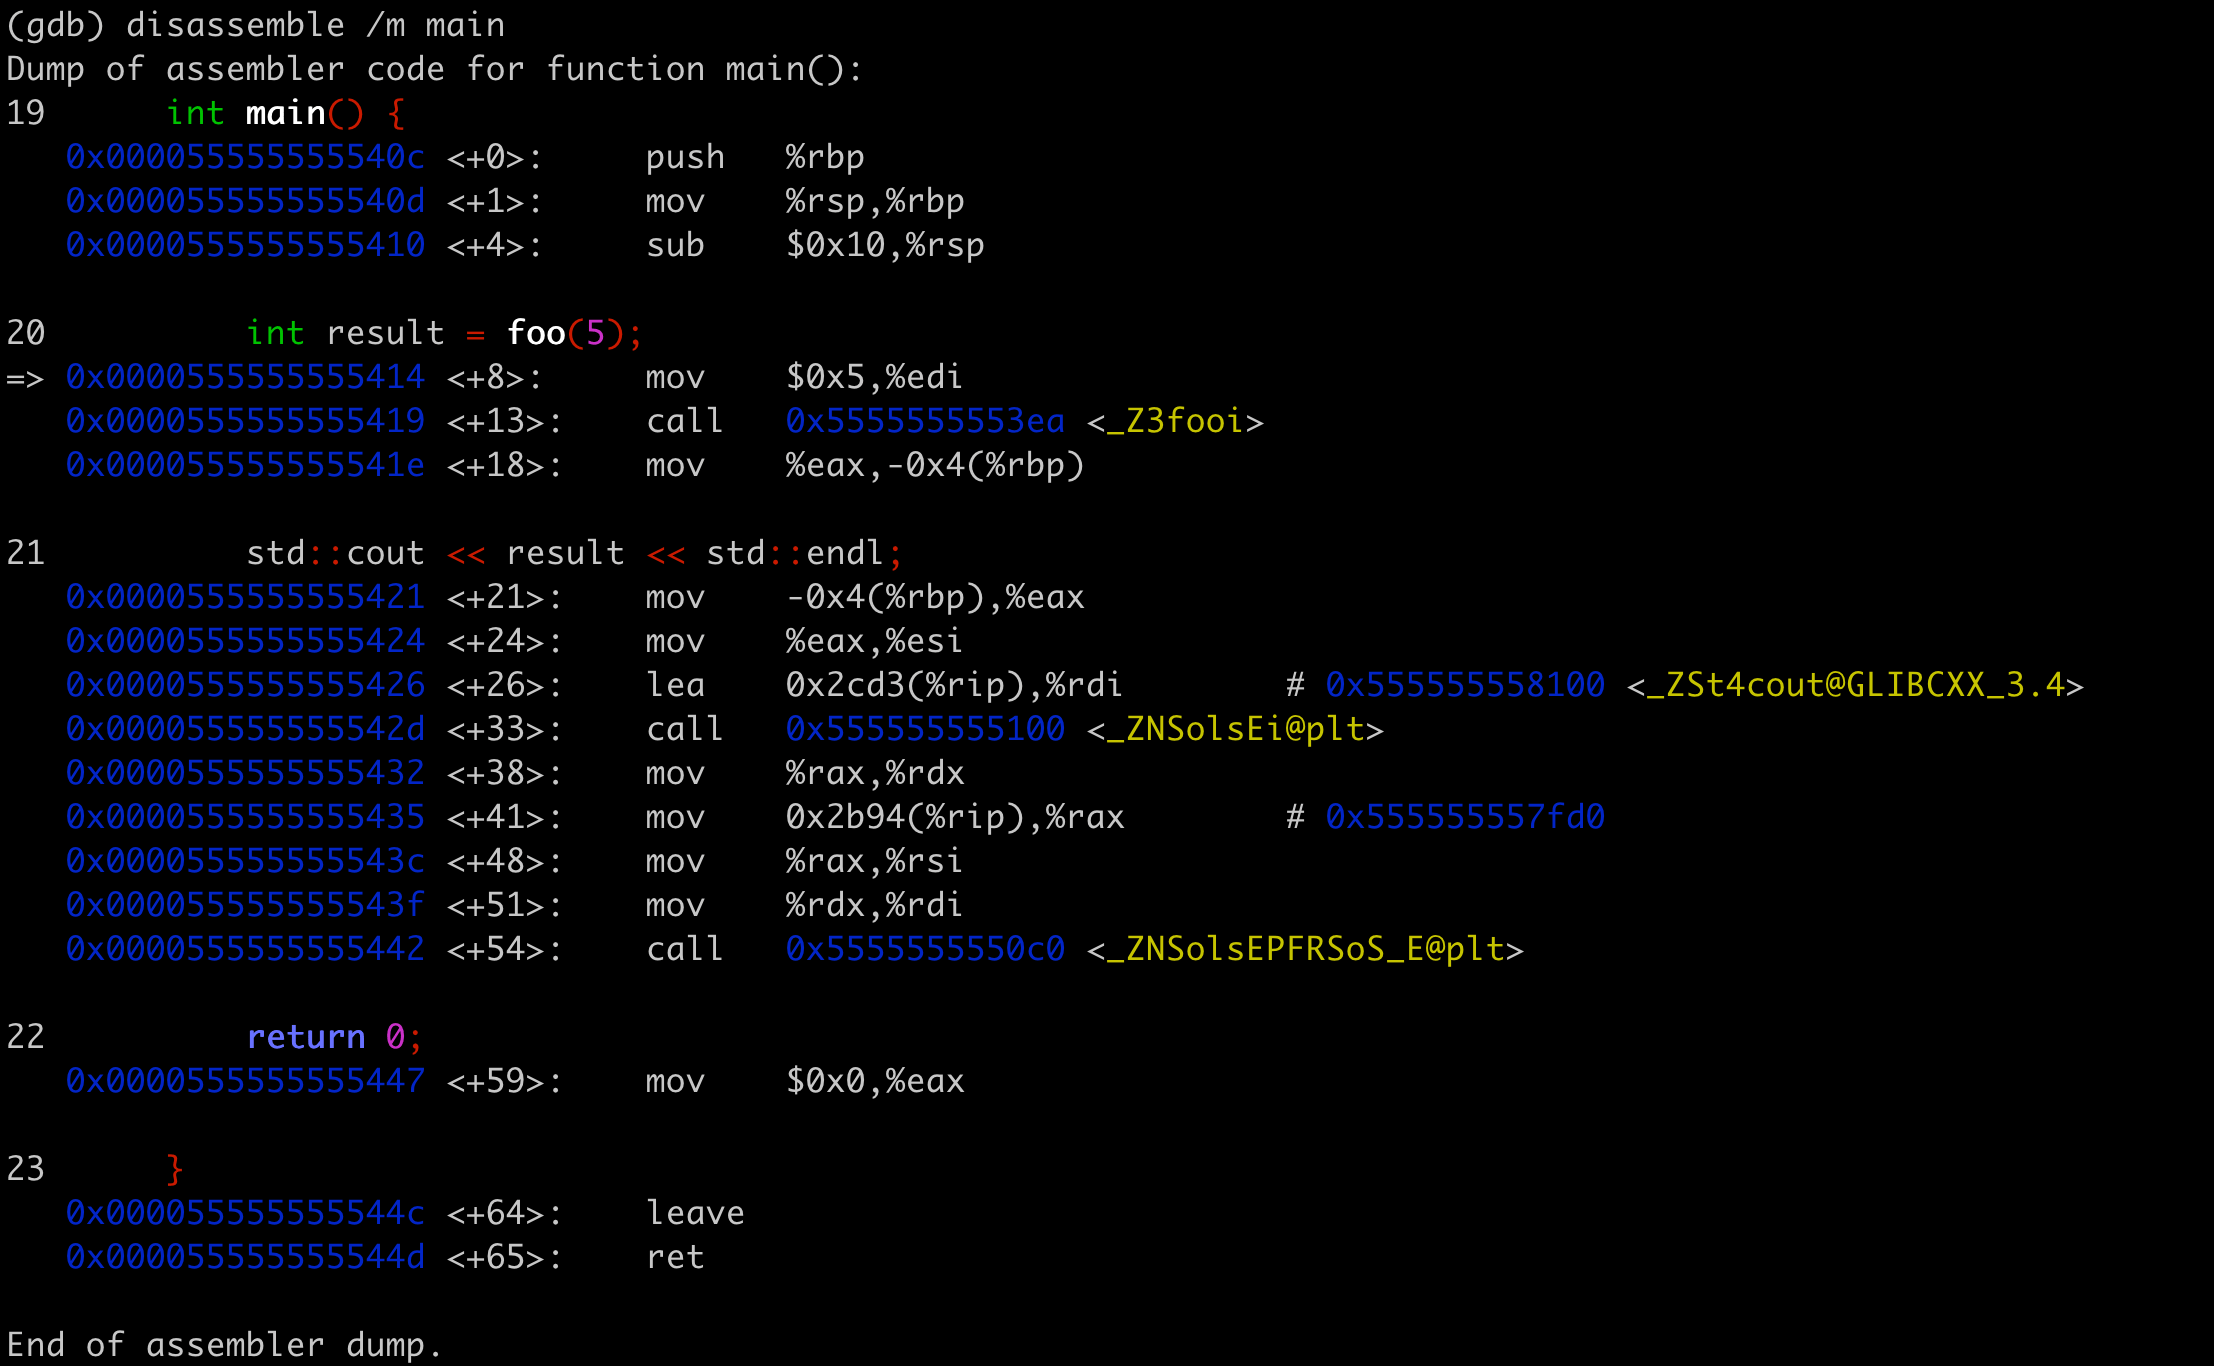 (gdb) disassemble /m main
Dump of assembler code for function main():
19      int main() {
   0x000055555555540c <+0>:     push   %rbp
   0x000055555555540d <+1>:     mov    %rsp,%rbp
   0x0000555555555410 <+4>:     sub    $0x10,%rsp
20          int result = foo(5);
=> 0x0000555555555414 <+8>:     mov    $0x5,%edi
   0x0000555555555419 <+13>:    call   0x5555555553ea <_Z3fooi>
   0x000055555555541e <+18>:    mov    %eax,-0x4(%rbp)
21          std::cout << result << std::endl;
   0x0000555555555421 <+21>:    mov    -0x4(%rbp),%eax
   0x0000555555555424 <+24>:    mov    %eax,%esi
   0x0000555555555426 <+26>:    lea    0x2cd3(%rip),%rdi        # 0x555555558100 <_ZSt4cout@GLIBCXX_3.4>
   0x000055555555542d <+33>:    call   0x555555555100 <_ZNSolsEi@plt>
   0x0000555555555432 <+38>:    mov    %rax,%rdx
   0x0000555555555435 <+41>:    mov    0x2b94(%rip),%rax        # 0x555555557fd0
   0x000055555555543c <+48>:    mov    %rax,%rsi
   0x000055555555543f <+51>:    mov    %rdx,%rdi
   0x0000555555555442 <+54>:    call   0x5555555550c0 <_ZNSolsEPFRSoS_E@plt>
22          return 0;
   0x0000555555555447 <+59>:    mov    $0x0,%eax
23      }
   0x000055555555544c <+64>:    leave
   0x000055555555544d <+65>:    ret
End of assembler dump.